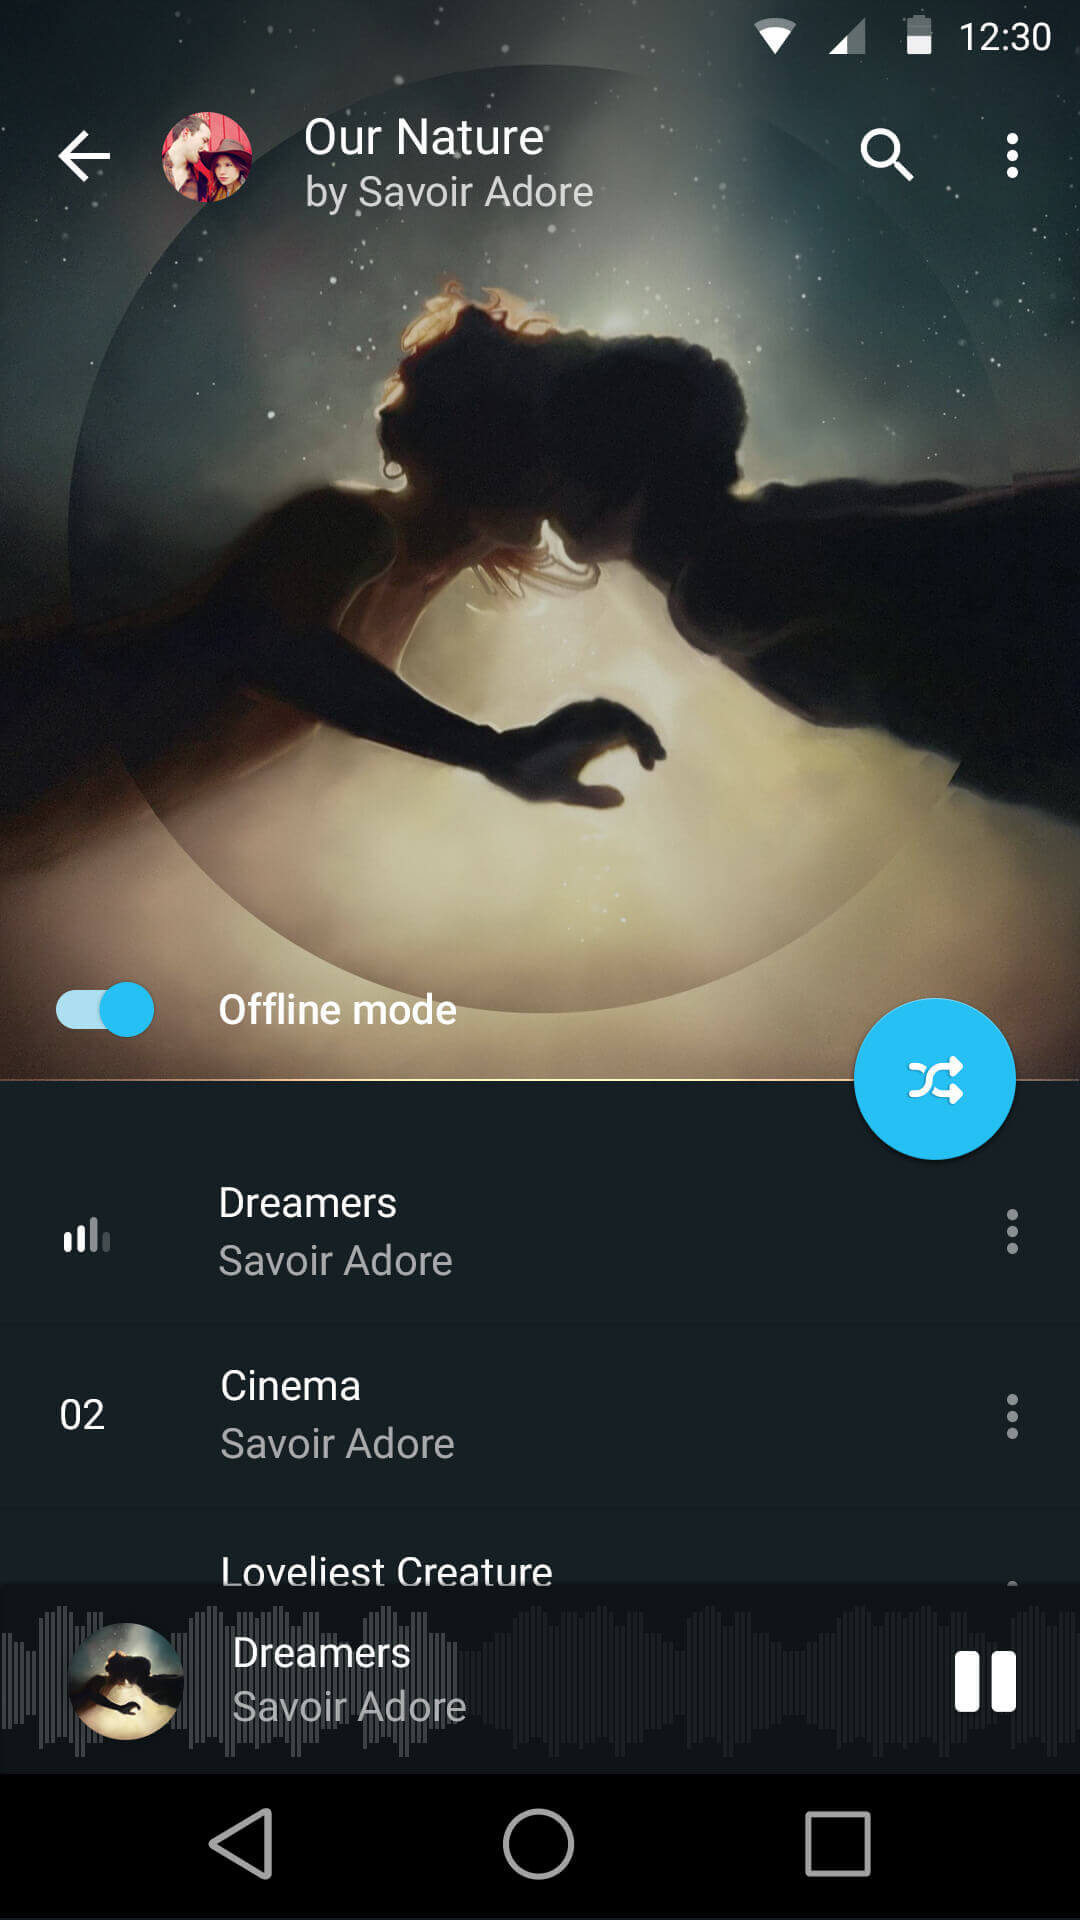 12:30
Our Nature
by Savoir Adore
Offline mode
Dreamers
Savoir Adore
02
Cinema
Savoir Adore
Loveliest Creature
Dreamers
Savoir Adore